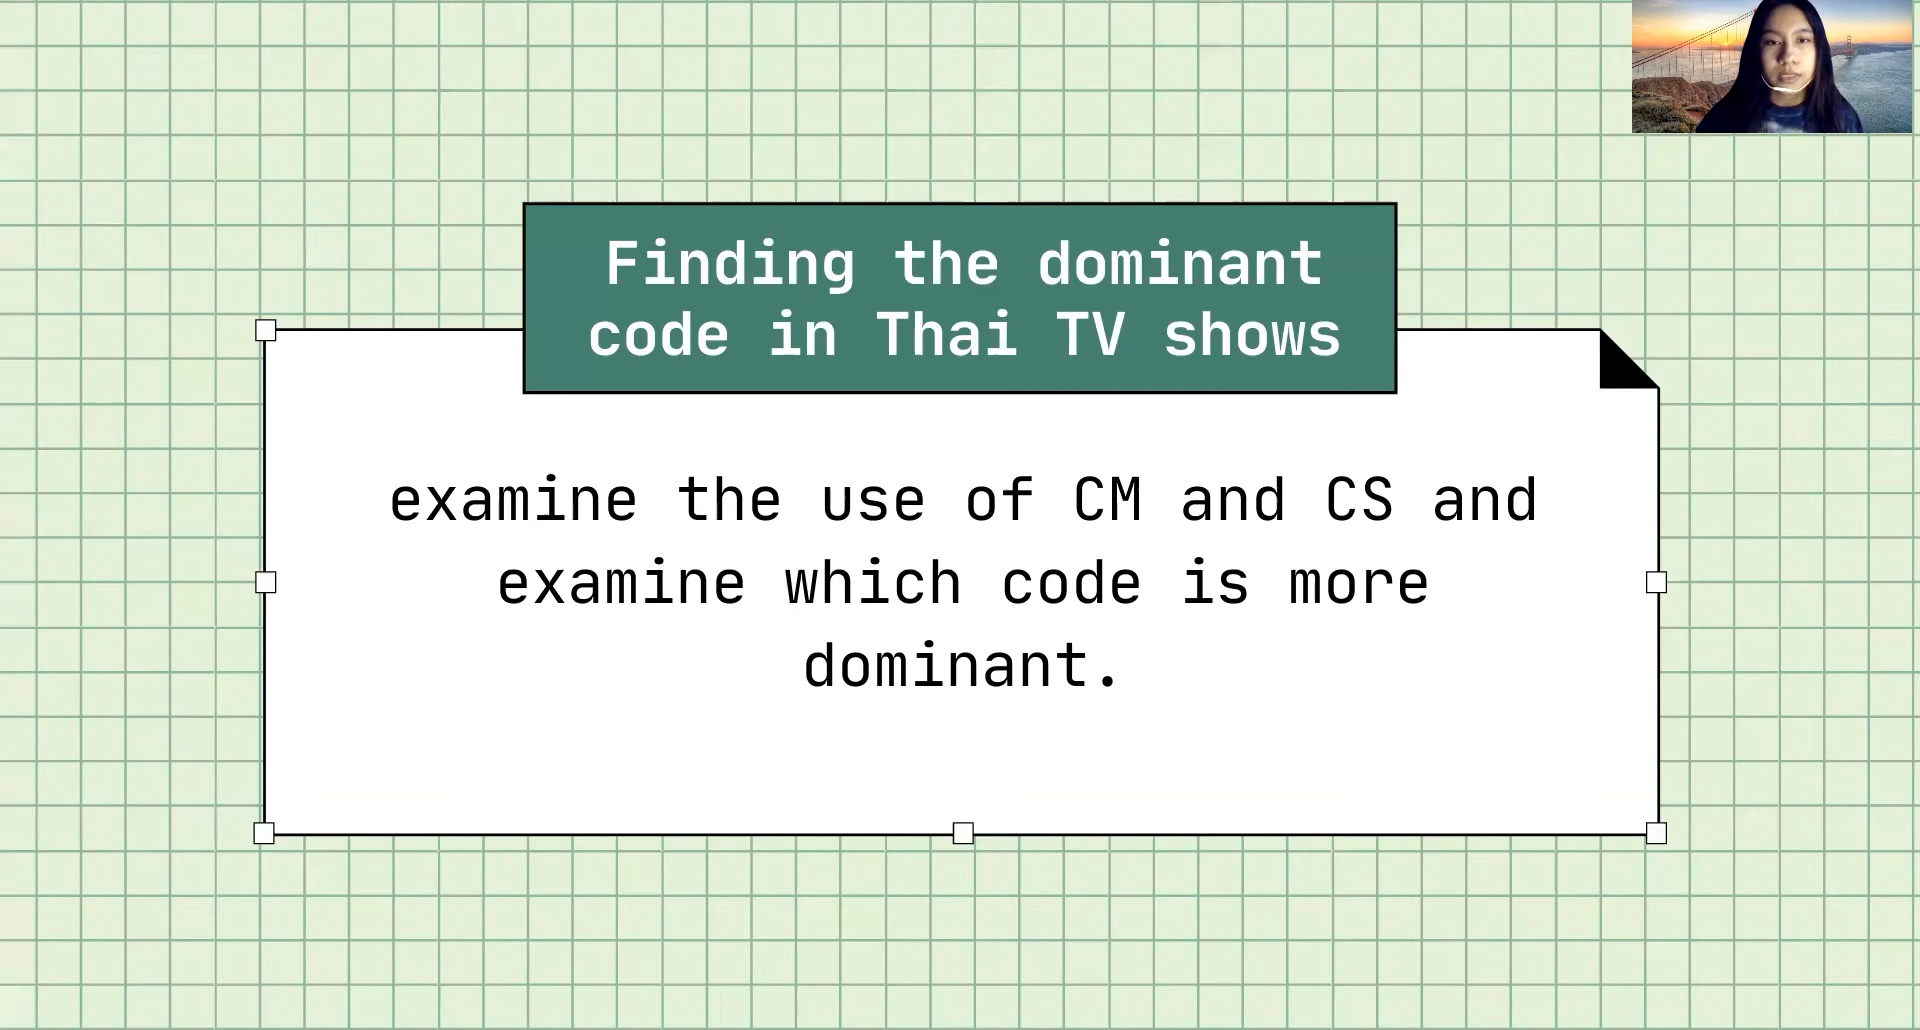 Finding the dominant
code in Thai TV shows
examine the use of CM and CS and
examine which code is more
dominant.